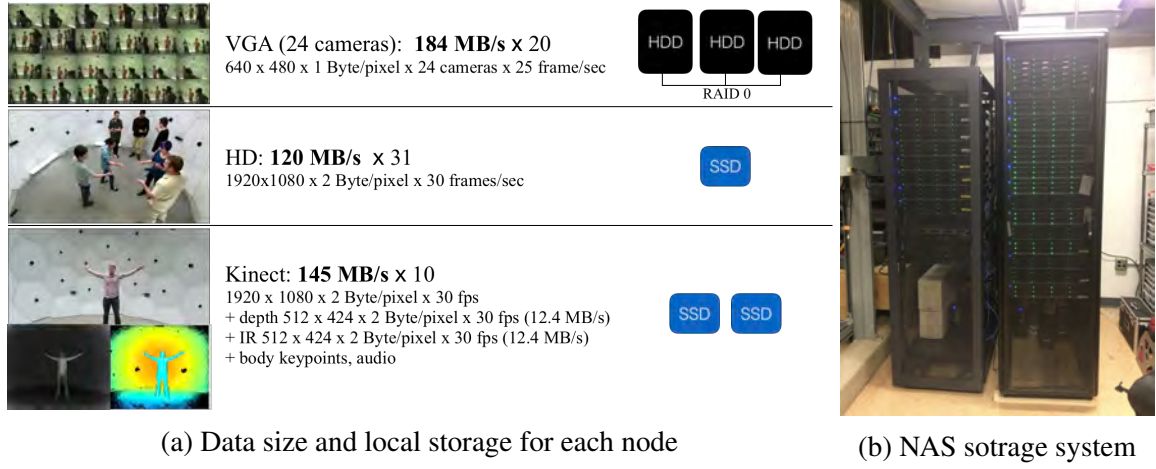 VGA (24 cameras): 184 MB/s x 20
640 x 480 x 1 Byte/pixel x 24 cameras x 25 frame/sec
HDD HDD HDD
RAID 0
HD: 120 MB/s x 31
1920x1080 x 2 Byte/pixel x 30 frames/sec
SSD
Kinect: 145 MB/s x 10
1920 x 1080 x 2 Byte/pixel x 30 fps
+ depth 512 x 424 x 2 Byte/pixel x 30 fps (12.4 MB/s)
+ IR 512 x 424 x 2 Byte/pixel x 30 fps (12.4 MB/s)
+ body keypoints, audio
SSD SSD
(a) Data size and local storage for each node
(b) NAS sotrage system